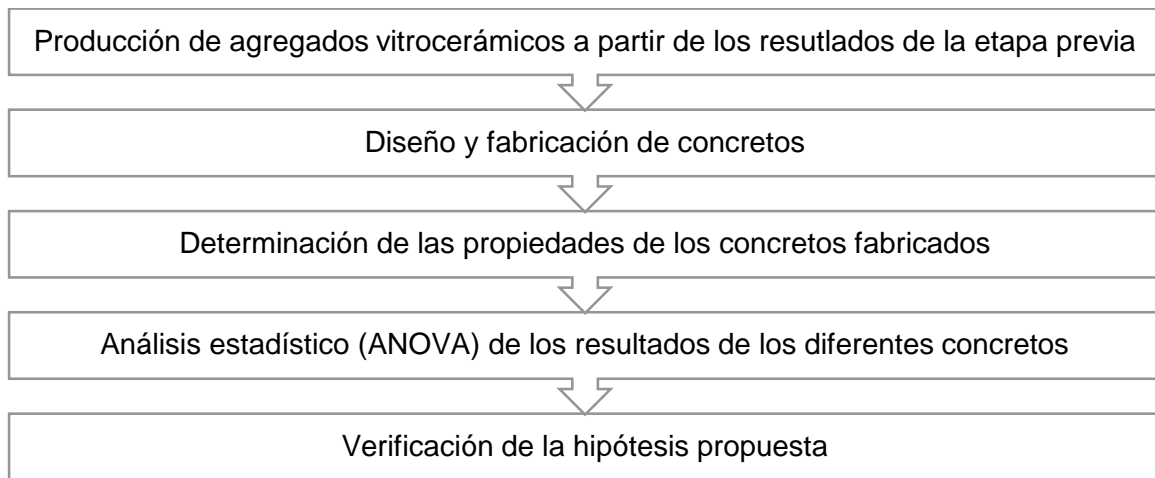 Producción de agregados vitrocerámicos a partir de los resutlados de la etapa previa
Diseño y fabricación de concretos
Determinación de las propiedades de los concretos fabricados
Análisis estadístico (ANOVA) de los resultados de los diferentes concretos
Verificación de la hipótesis propuesta